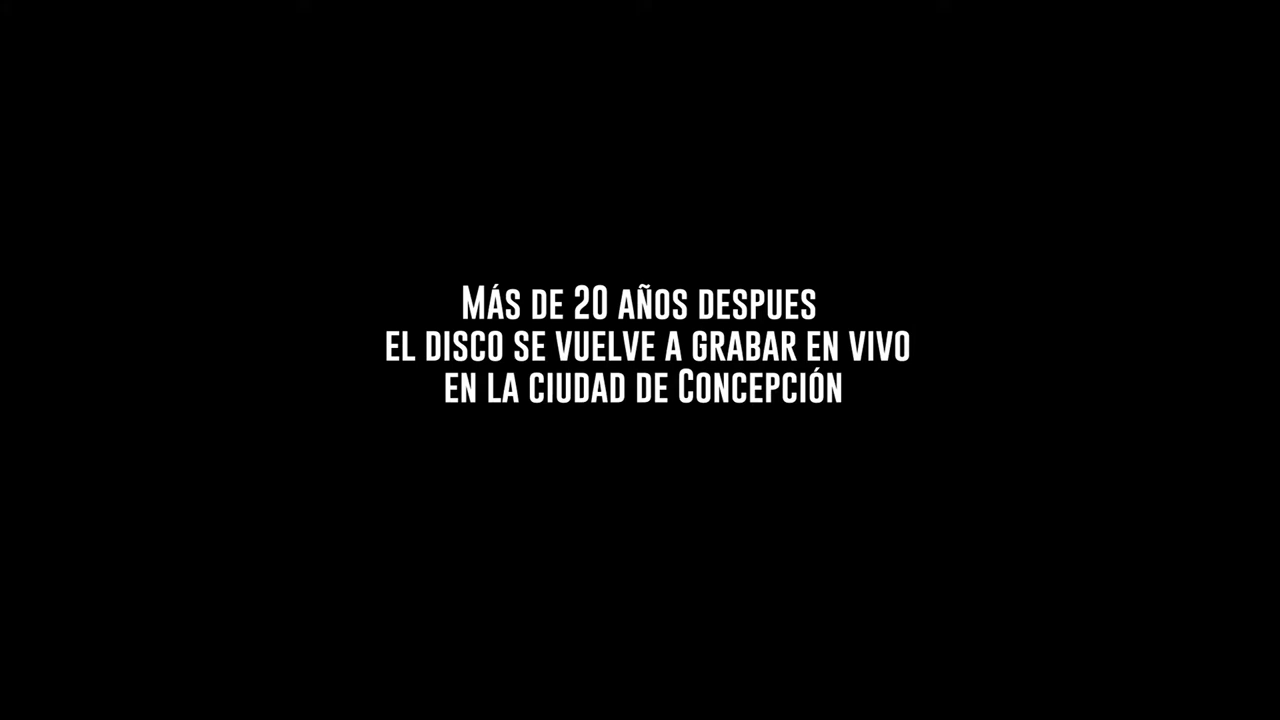 Más de 20 años despues
el disco se vuelve a grabar en vivo
en la ciudad de Concepción